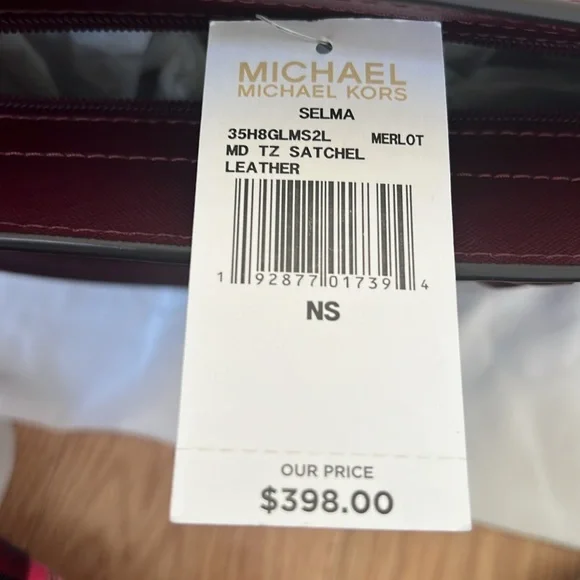 MICHAEL
MICHAEL KORS
SELMA
35H8GLMS2L MERLOT
MD TZ SATCHEL
LEATHER
1 92877 01739 4
NS
OUR PRICE
$398.00